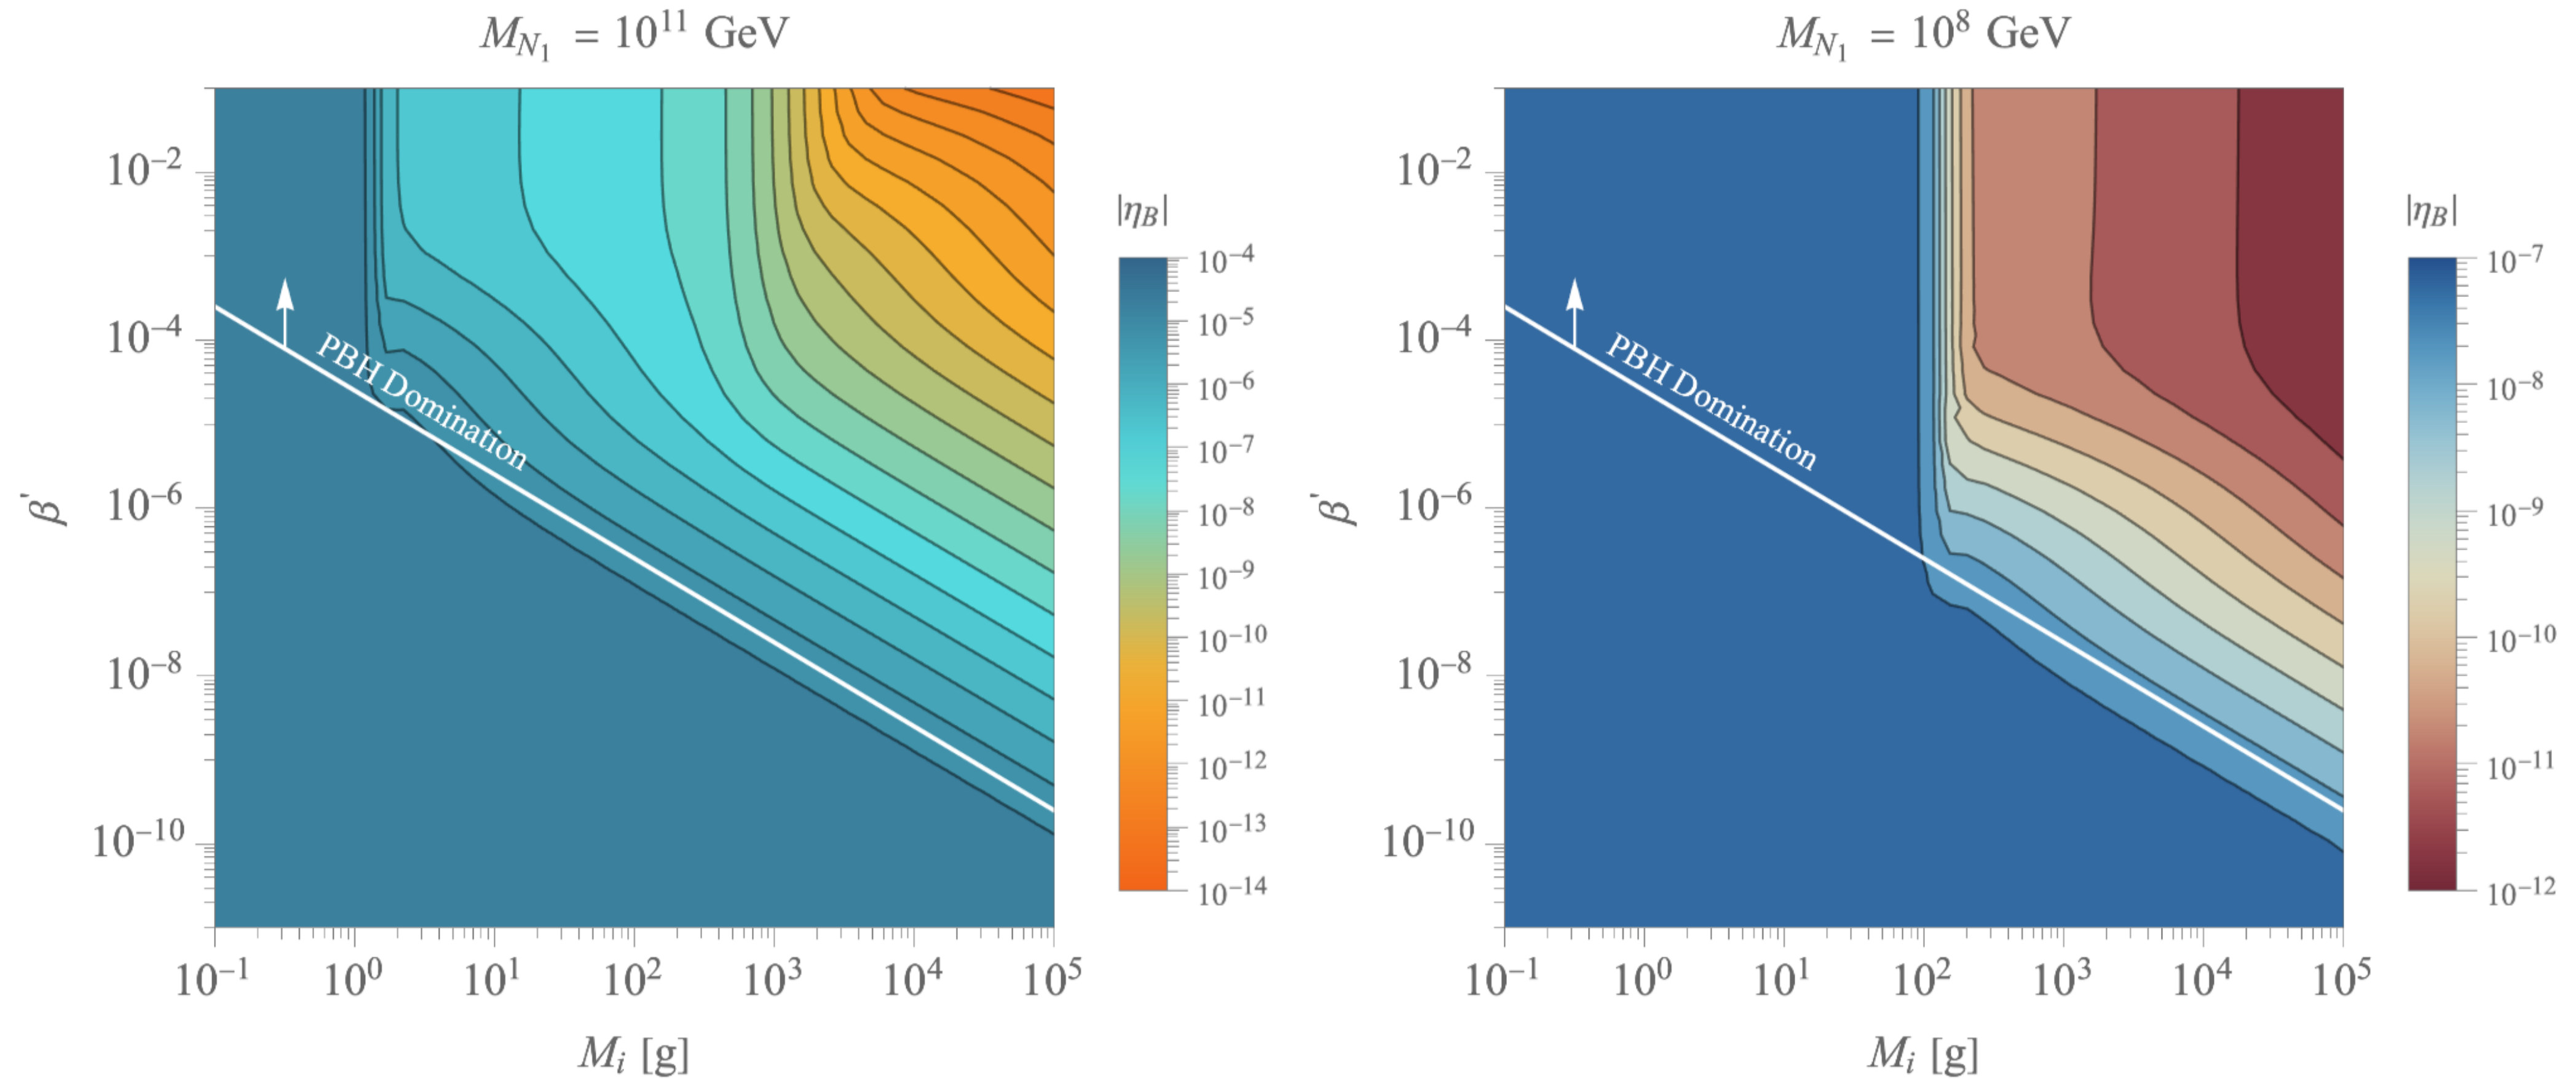 M_{N_1} = 10^{11} GeV
10^{-2}
10^{-4}
10^{-6}
10^{-8}
10^{-10}
β'
PBH Domination
10^{-1} 10^{0} 10^{1} 10^{2} 10^{3} 10^{4} 10^{5}
M_i [g]
|η_B|
10^{-4}
10^{-5}
10^{-6}
10^{-7}
10^{-8}
10^{-9}
10^{-10}
10^{-11}
10^{-12}
10^{-13}
10^{-14}
M_{N_1} = 10^{8} GeV
10^{-2}
10^{-4}
10^{-6}
10^{-8}
10^{-10}
β'
PBH Domination
10^{-1} 10^{0} 10^{1} 10^{2} 10^{3} 10^{4} 10^{5}
M_i [g]
|η_B|
10^{-7}
10^{-8}
10^{-9}
10^{-10}
10^{-11}
10^{-12}